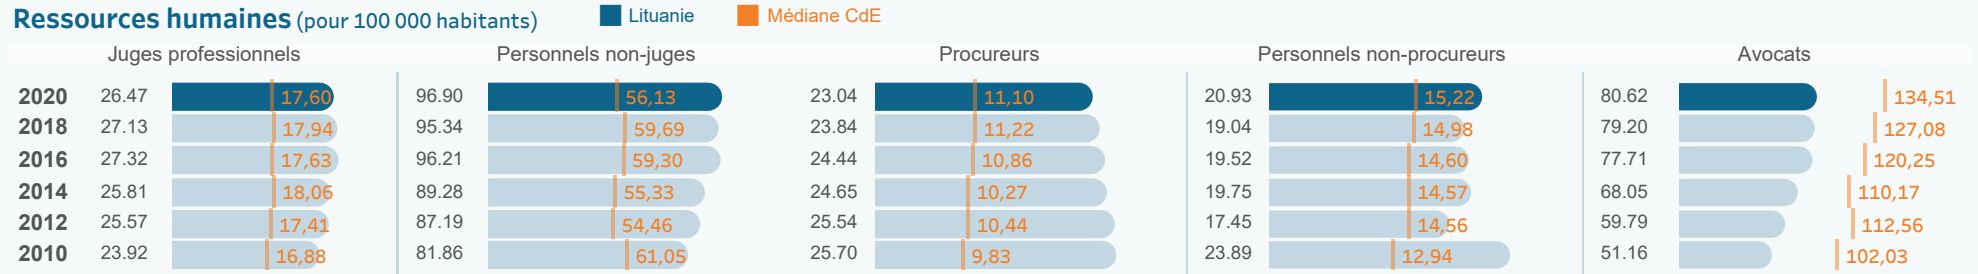 Ressources humaines (pour 100 000 habitants) Lituanie Médiane CdE
Juges professionnels Personnels non-juges Procureurs Personnels non-procureurs Avocats
2020 26.47 17,60 96.90 56,13 23.04 11,10 20.93 15,22 80.62 134,51
2018 27.13 17,94 95.34 59,69 23.84 11,22 19.04 14,98 79.20 127,08
2016 27.32 17,63 96.21 59,30 24.44 10,86 19.52 14,60 77.71 120,25
2014 25.81 18,06 89.28 55,33 24.65 10,27 19.75 14,57 68.05 110,17
2012 25.57 17,41 87.19 54,46 25.54 10,44 17.45 14,56 59.79 112,56
2010 23.92 16,88 81.86 61,05 25.70 9,83 23.89 12,94 51.16 102,03